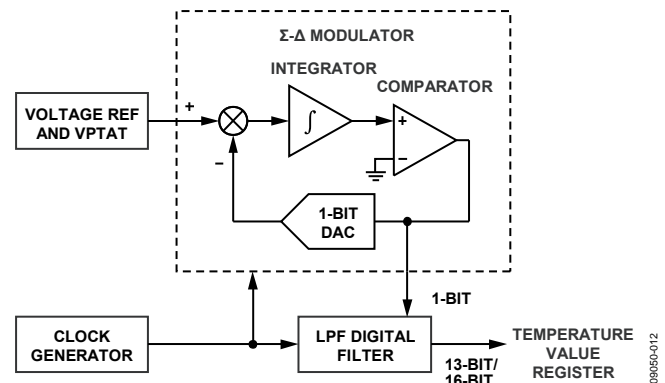 Σ-Δ MODULATOR
INTEGRATOR
COMPARATOR
VOLTAGE REF
AND VPTAT
+
−
∫
+
−
1-BIT
DAC
1-BIT
CLOCK
GENERATOR
LPF DIGITAL
FILTER
13-BIT/
16-BIT
TEMPERATURE
VALUE
REGISTER
09050-012